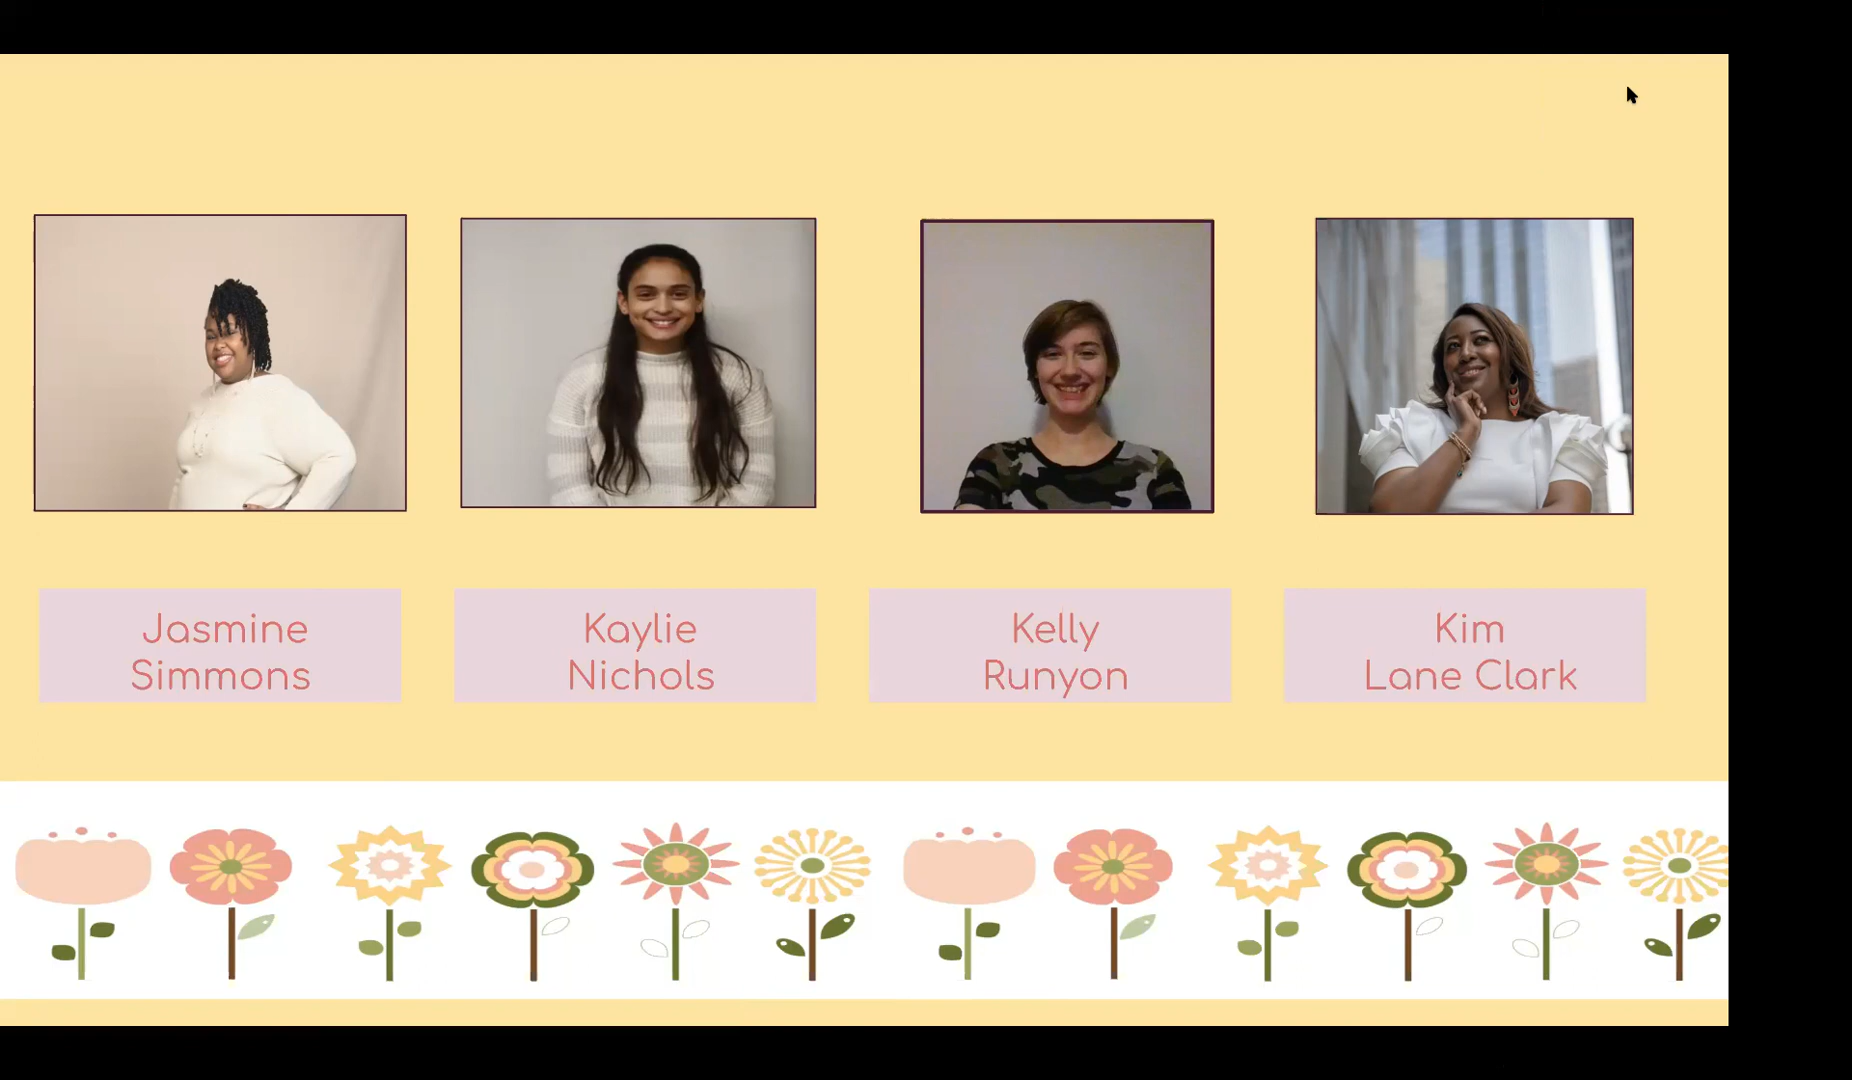 Jasmine
Simmons
Kaylie
Nichols
Kelly
Runyon
Kim
Lane Clark